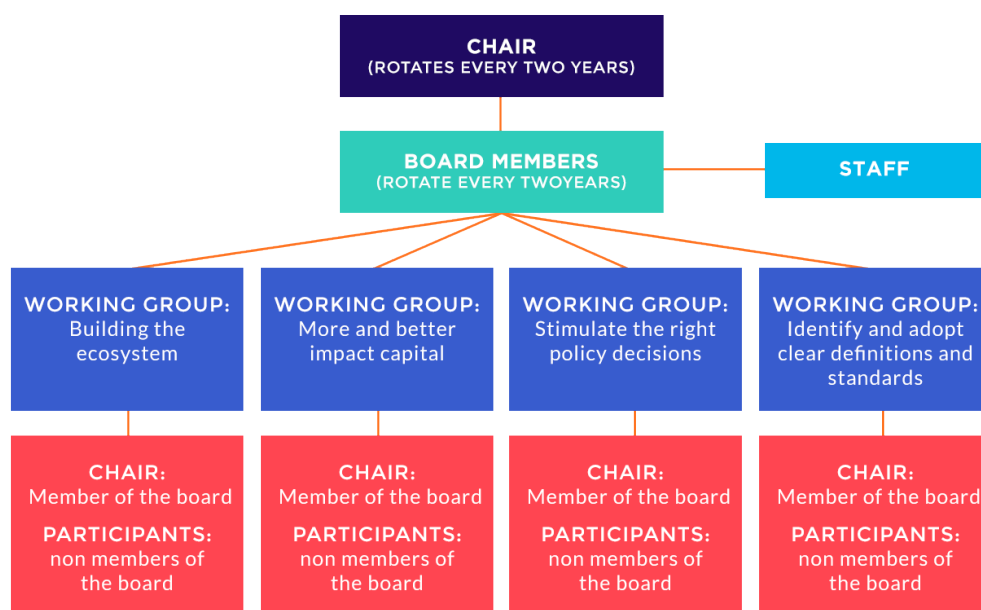 CHAIR
(ROTATES EVERY TWO YEARS)
BOARD MEMBERS
(ROTATE EVERY TWOYEARS)
STAFF
WORKING GROUP:
Building the
ecosystem
WORKING GROUP:
More and better
impact capital
WORKING GROUP:
Stimulate the right
policy decisions
WORKING GROUP:
Identify and adopt
clear definitions and
standards
CHAIR:
Member of the board
PARTICIPANTS:
non members of
the board
CHAIR:
Member of the board
PARTICIPANTS:
non members of
the board
CHAIR:
Member of the board
PARTICIPANTS:
non members of
the board
CHAIR:
Member of the board
PARTICIPANTS:
non members of
the board